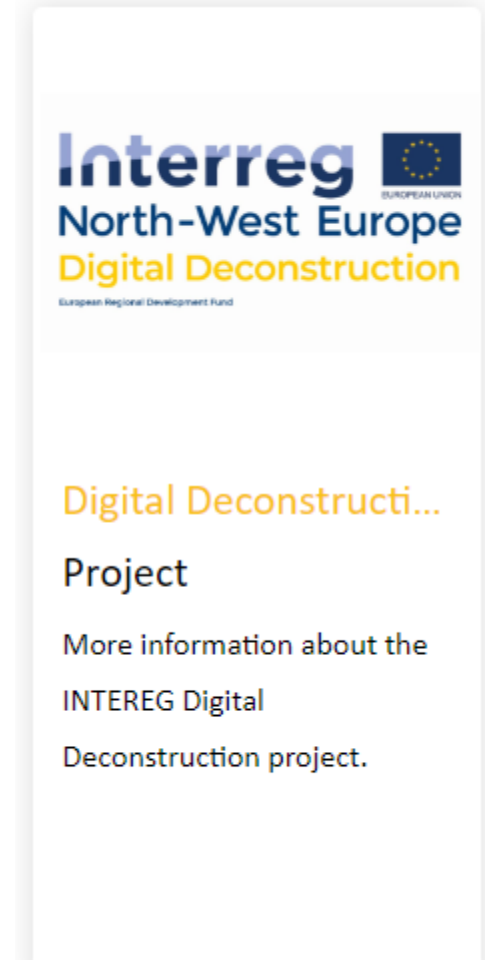 Interreg
EUROPEAN UNION
North-West Europe
Digital Deconstruction
European Regional Development Fund
Digital Deconstructi...
Project
More information about the
INTEREG Digital
Deconstruction project.